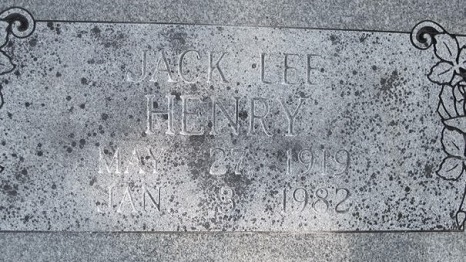 JACK LEE
HENRY
MAY 27 1919
JAN 3 1982